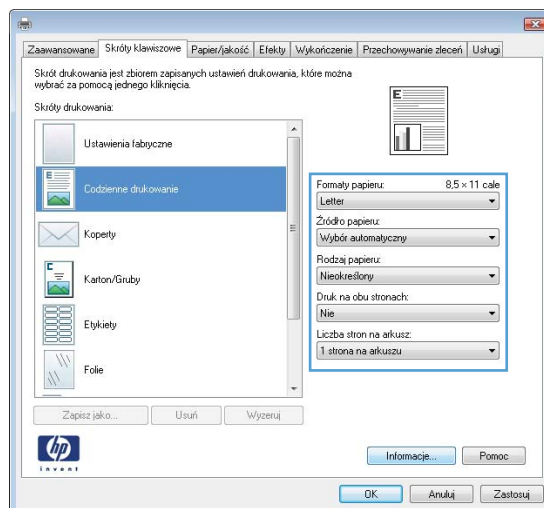 Zaawansowane Skróty klawiszowe Papier/jakość Efekty Wykończenie Przechowywanie zleceń Usługi
Skrót drukowania jest zbiorem zapisanych ustawień drukowania, które można
wybrać za pomocą jednego kliknięcia.
Skróty drukowania:
Ustawienia fabryczne
Codzienne drukowanie
Koperty
Karton/Gruby
Etykiety
Folie
E
E
C
Formaty papieru: 8,5 × 11 cale
Letter
Źródło papieru:
Wybór automatyczny
Rodzaj papieru:
Nieokreślony
Druk na obu stronach:
Nie
Liczba stron na arkusz:
1 strona na arkuszu
Zapisz jako... Usuń Wyzeruj
hp
invent
Informacje... Pomoc
OK Anuluj Zastosuj